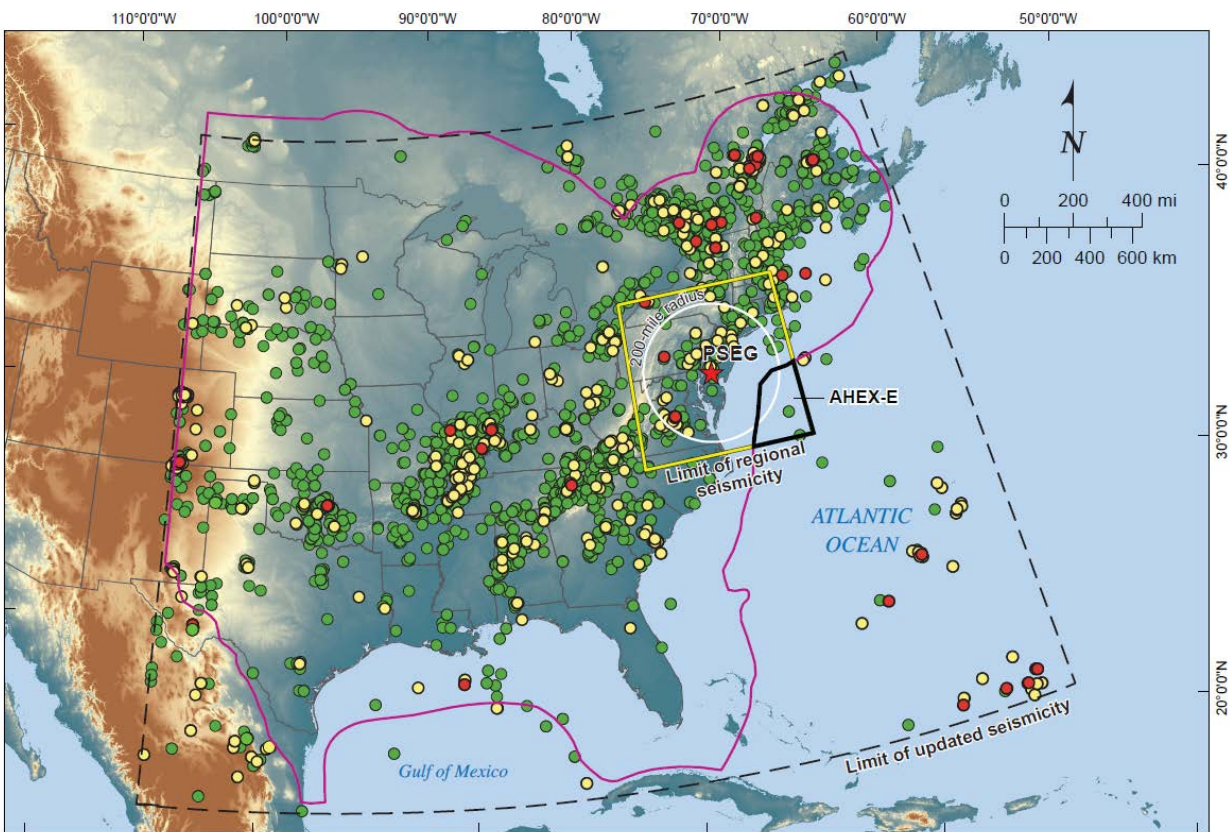 110°0'0"W
100°0'0"W
90°0'0"W
80°0'0"W
70°0'0"W
60°0'0"W
50°0'0"W
N
0 200 400 mi
0 200 400 600 km
40°0'0"N
200-mile radius
PSEG
AHEX-E
30°0'0"N
Limit of regional
seismicity
ATLANTIC
OCEAN
20°0'0"N
Limit of updated seismicity
Gulf of Mexico